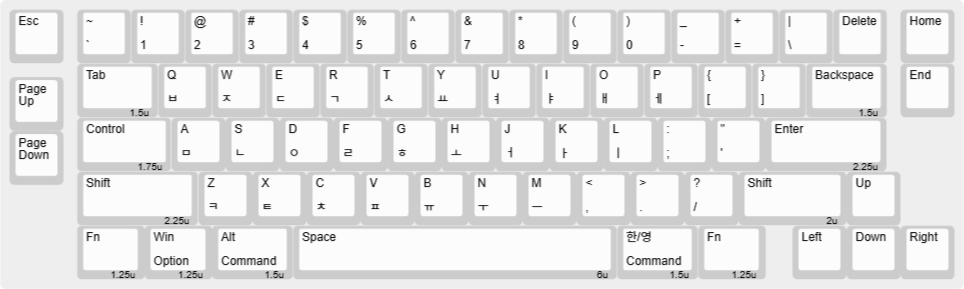 Esc ~ ! @ # $ % ^ & * ( ) _ + | Delete Home
` 1 2 3 4 5 6 7 8 9 0 - = \
Page Up
Tab Q W E R T Y U I O P { } Backspace End
ㅂ ㅈ ㄷ ㄱ ㅅ ㅛ ㅕ ㅑ ㅐ ㅔ [ ]
1.5u 1.5u
Page Down
Control A S D F G H J K L : " Enter
ㅁ ㄴ ㅇ ㄹ ㅎ ㅗ ㅓ ㅏ ㅣ ; '
1.75u 2.25u
Shift Z X C V B N M < > ? Shift Up
ㅋ ㅌ ㅊ ㅍ ㅠ ㅜ ㅡ , . /
2.25u 2u
Fn Win Alt Space 한/영 Fn Left Down Right
Option Command Command
1.25u 1.25u 1.5u 6u 1.5u 1.25u